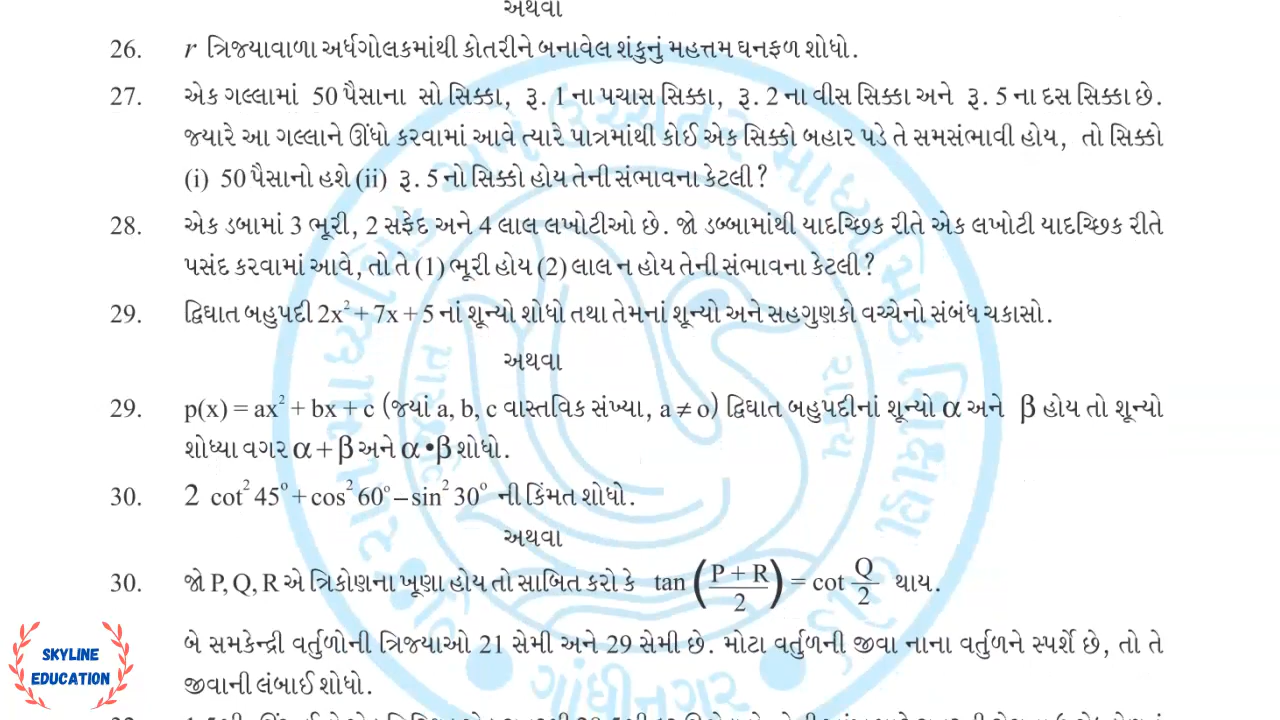 અથવા
26. r ત્રિજ્યાવાળા અર્ધગોલકમાંથી કોતરીને બનાવેલ શંકુનું મહત્તમ ઘનફળ શોધો.
27. એક ગલ્લામાં 50 પૈસાના સો સિક્કા, રૂ. 1 ના પચાસ સિક્કા, રૂ. 2 ના વીસ સિક્કા અને રૂ. 5 ના દસ સિક્કા છે.
જ્યારે આ ગલ્લાને ઊંધો કરવામાં આવે ત્યારે પાત્રમાંથી કોઈ એક સિક્કો બહાર પડે તે સમસંભાવી હોય, તો સિક્કો
(i) 50 પૈસાનો હશે (ii) રૂ. 5 નો સિક્કો હોય તેની સંભાવના કેટલી?
28. એક ડબામાં 3 ભૂરી, 2 સફેદ અને 4 લાલ લખોટીઓ છે. જો ડબ્બામાંથી યાદચ્છિક રીતે એક લખોટી યાદચ્છિક રીતે
પસંદ કરવામાં આવે, તો તે (1) ભૂરી હોય (2) લાલ ન હોય તેની સંભાવના કેટલી?
29. દ્વિઘાત બહુપદી 2x² + 7x + 5 નાં શૂન્યો શોધો તથા તેમનાં શૂન્યો અને સહગુણકો વચ્ચેનો સંબંધ ચકાસો.
અથવા
29. p(x) = ax² + bx + c (જ્યાં a, b, c વાસ્તવિક સંખ્યા, a ≠ o) દ્વિઘાત બહુપદીનાં શૂન્યો α અને β હોય તો શૂન્યો
શોધ્યા વગર α + β અને α •β શોધો.
30. 2 cot² 45° + cos² 60° – sin² 30° ની કિંમત શોધો.
અથવા
30. જો P, Q, R એ ત્રિકોણના ખૂણા હોય તો સાબિત કરો કે tan ((P + R)/2) = cot Q/2 થાય.
બે સમકેન્દ્રી વર્તુળોની ત્રિજ્યાઓ 21 સેમી અને 29 સેમી છે. મોટા વર્તુળની જીવા નાના વર્તુળને સ્પર્શે છે, તો તે
જીવાની લંબાઈ શોધો.
SKYLINE
EDUCATION
ગાંધીનગર
રાજ્ય